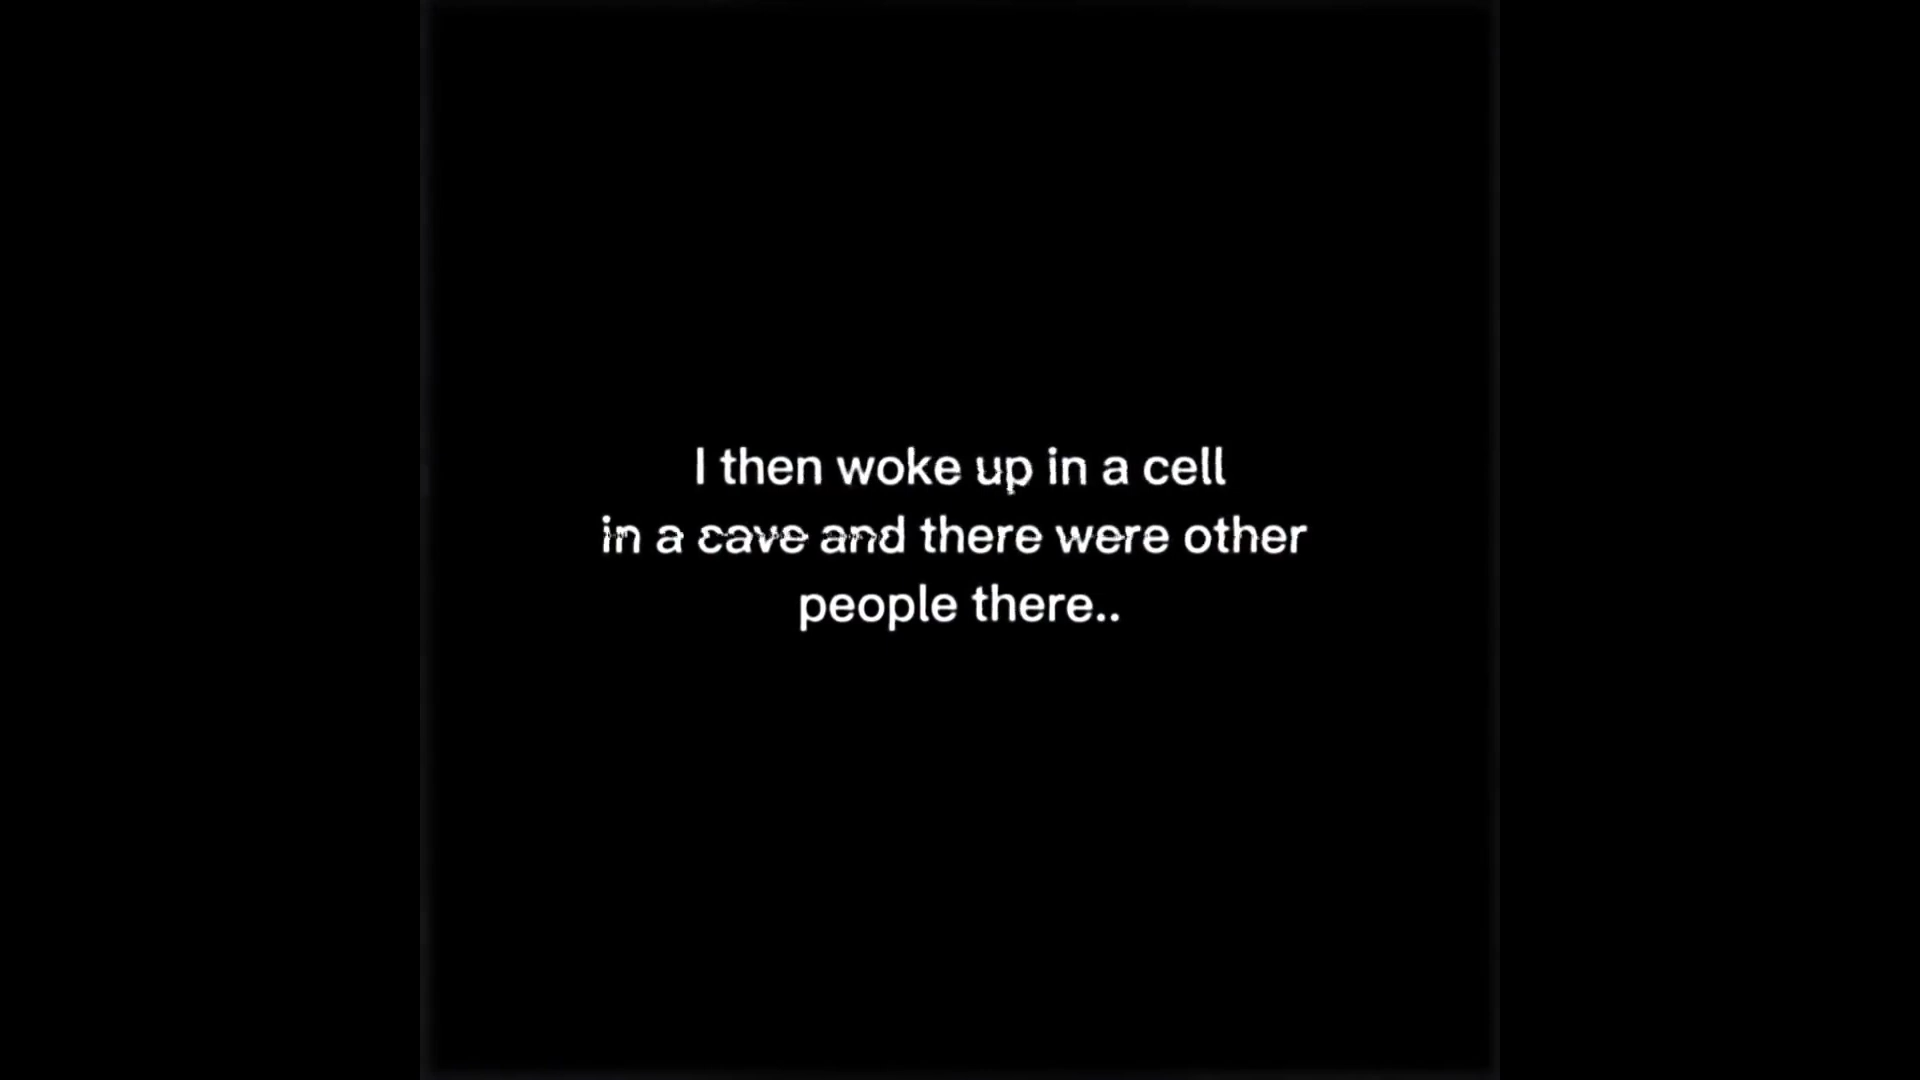 I then woke up in a cell
in a cave and there were other
people there..